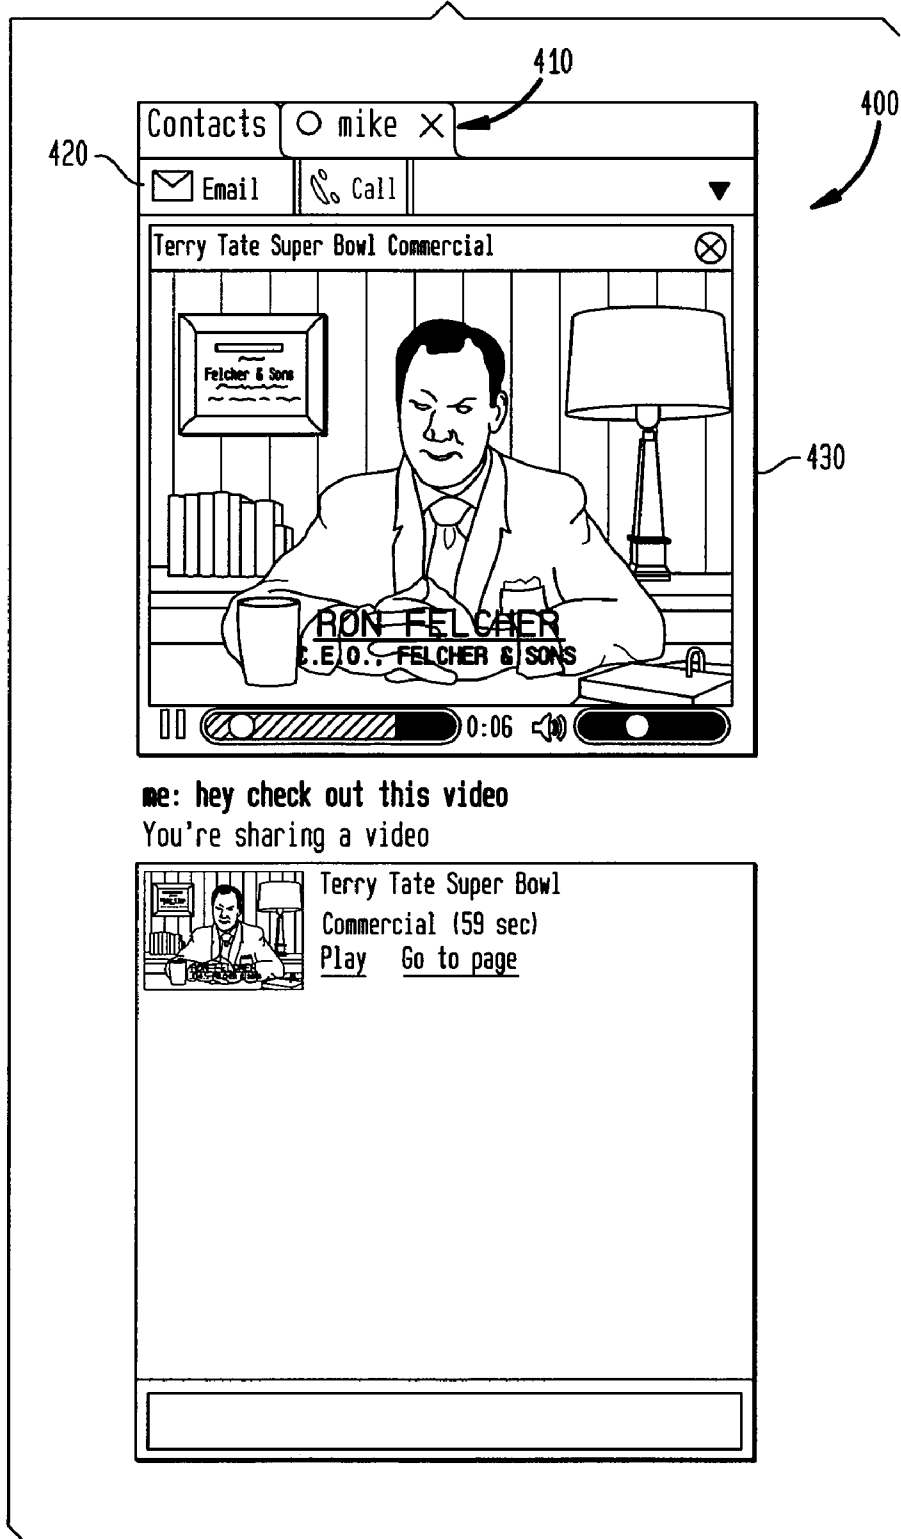 410
400
Contacts mike
420
Email Call
Terry Tate Super Bowl Commercial
Felcher & Sons
430
RON FELCHER
C.E.O., FELCHER & SONS
0:06
me: hey check out this video
You're sharing a video
Terry Tate Super Bowl
Commercial (59 sec)
Play Go to page